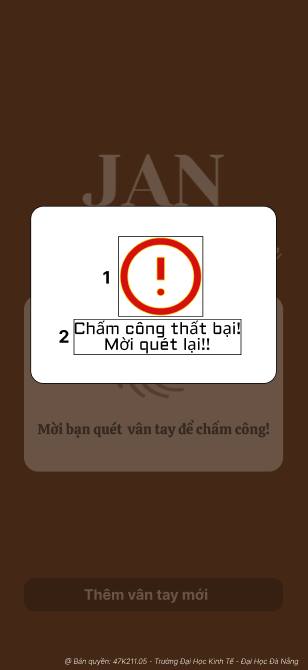 JAN
1
2 Chấm công thất bại!
Mời quét lại!!
Mời bạn quét vân tay để chấm công!
Thêm vân tay mới
@ Bản quyền: 47K211.05 - Trường Đại Học Kinh Tế - Đại Học Đà Nẵng